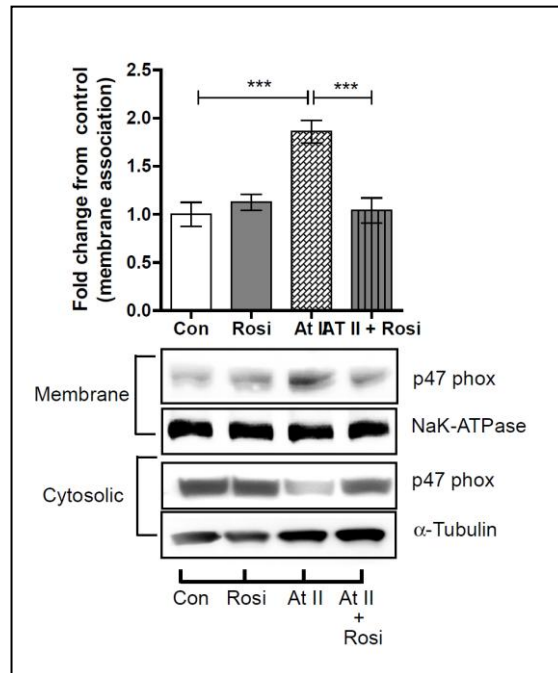 Fold change from control
(membrane association)
2.5
2.0
1.5
1.0
0.5
0.0
***
***
Con Rosi At II AT II + Rosi
Membrane
p47 phox
NaK-ATPase
Cytosolic
p47 phox
α-Tubulin
Con Rosi At II At II
+
Rosi